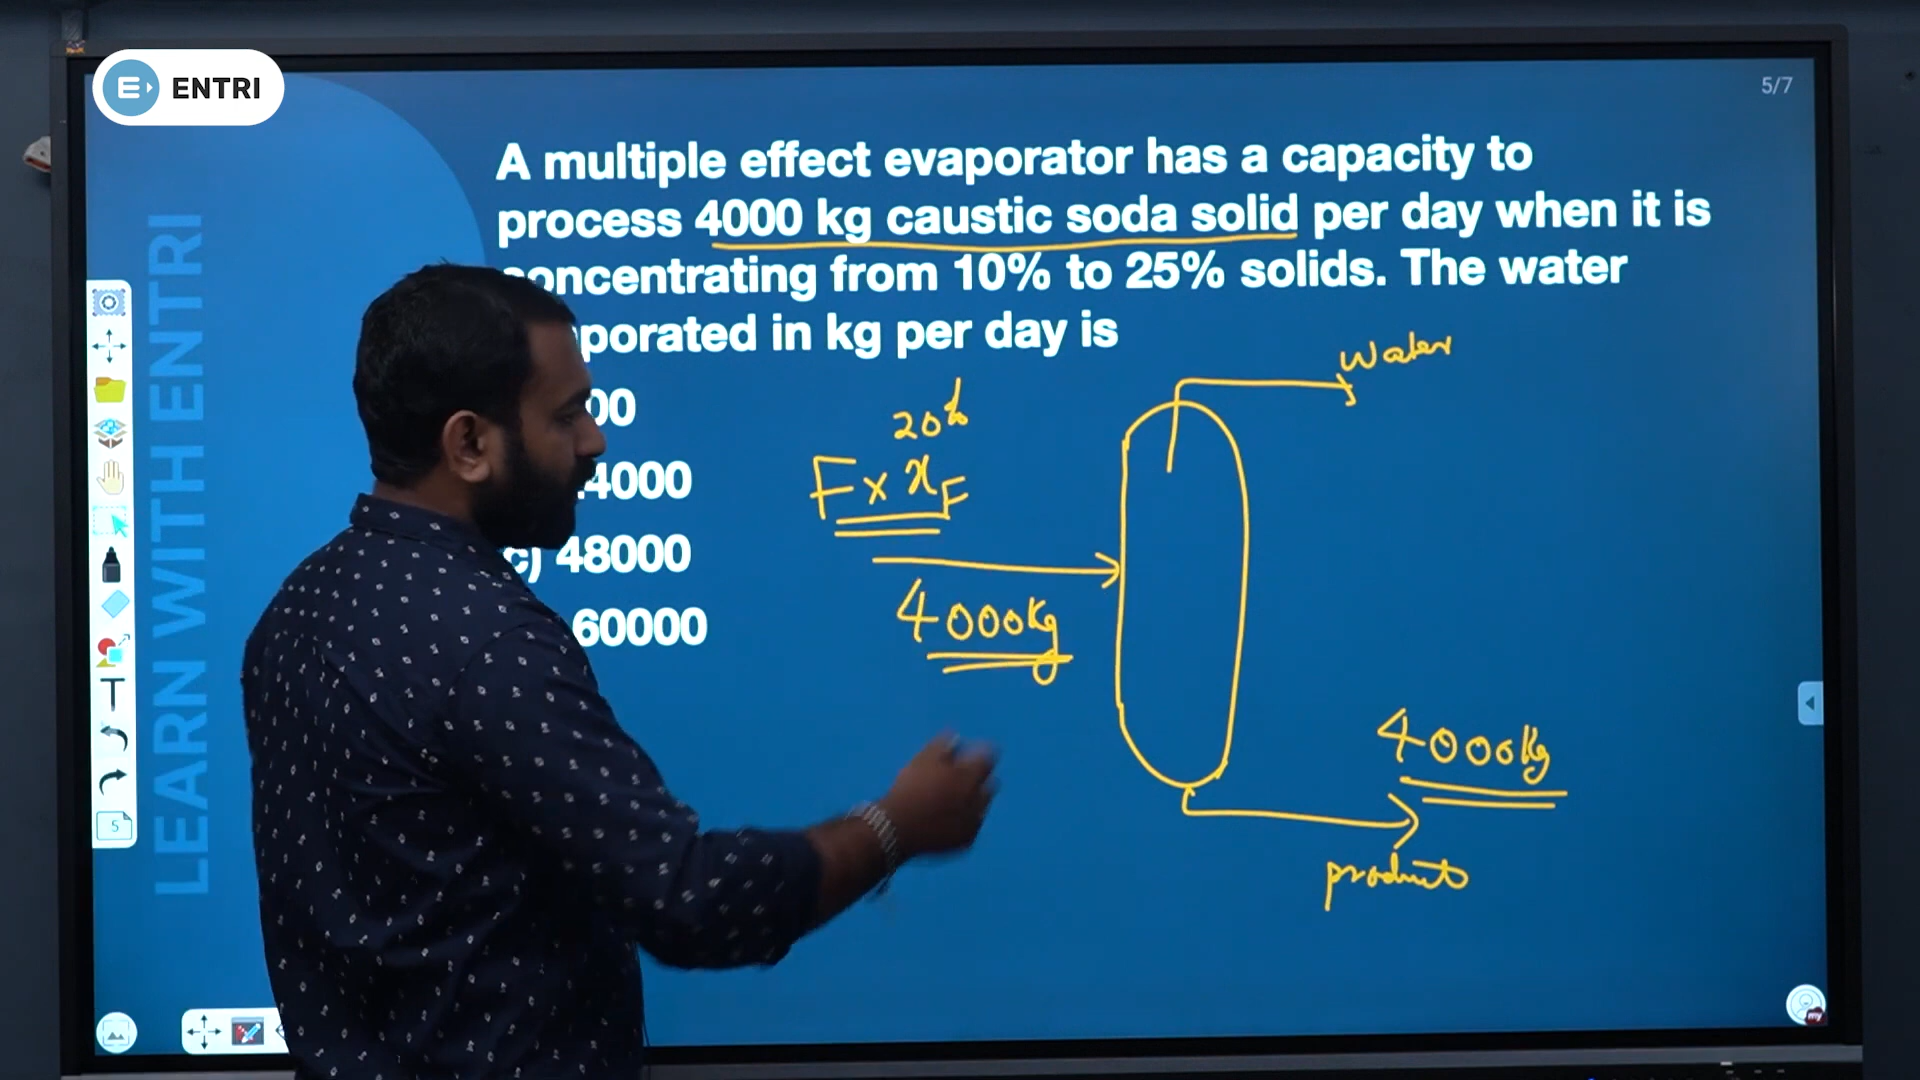 ENTRI
5/7
A multiple effect evaporator has a capacity to
process 4000 kg caustic soda solid per day when it is
concentrating from 10% to 25% solids. The water
porated in kg per day is
00
4000
c) 48000
60000
LEARN WITH ENTRI
Water
20%
F x xF
4000kg
4000kg
product
T
5
my